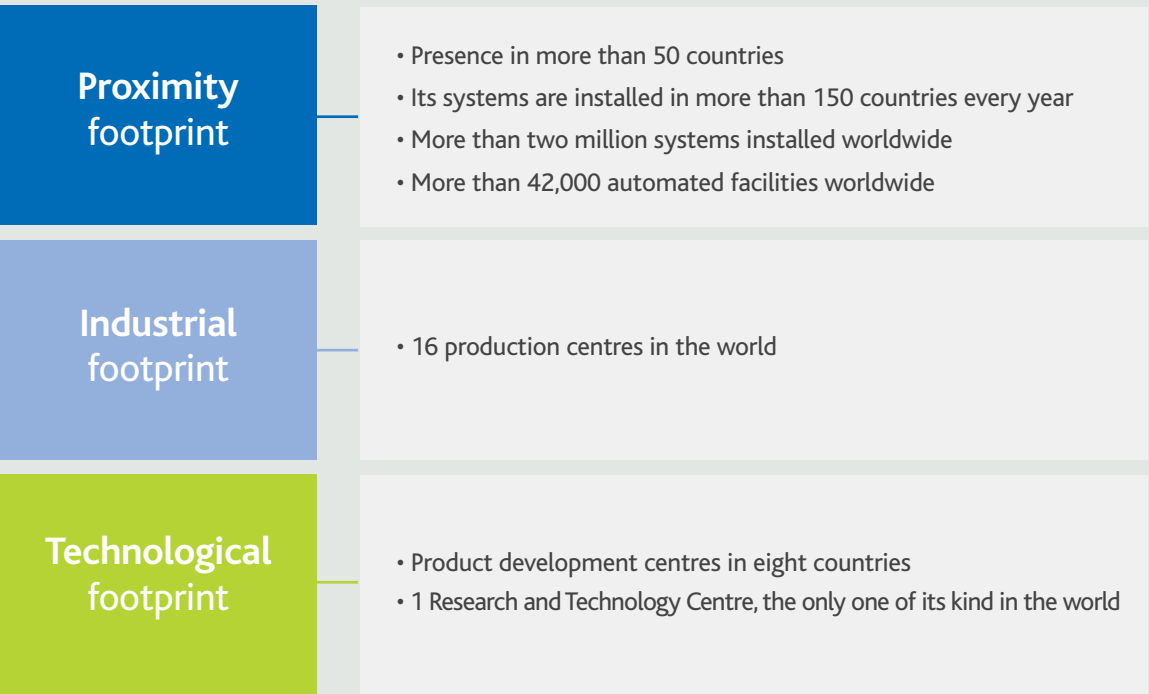 Proximity
footprint
• Presence in more than 50 countries
• Its systems are installed in more than 150 countries every year
• More than two million systems installed worldwide
• More than 42,000 automated facilities worldwide
Industrial
footprint
• 16 production centres in the world
Technological
footprint
• Product development centres in eight countries
• 1 Research and Technology Centre, the only one of its kind in the world